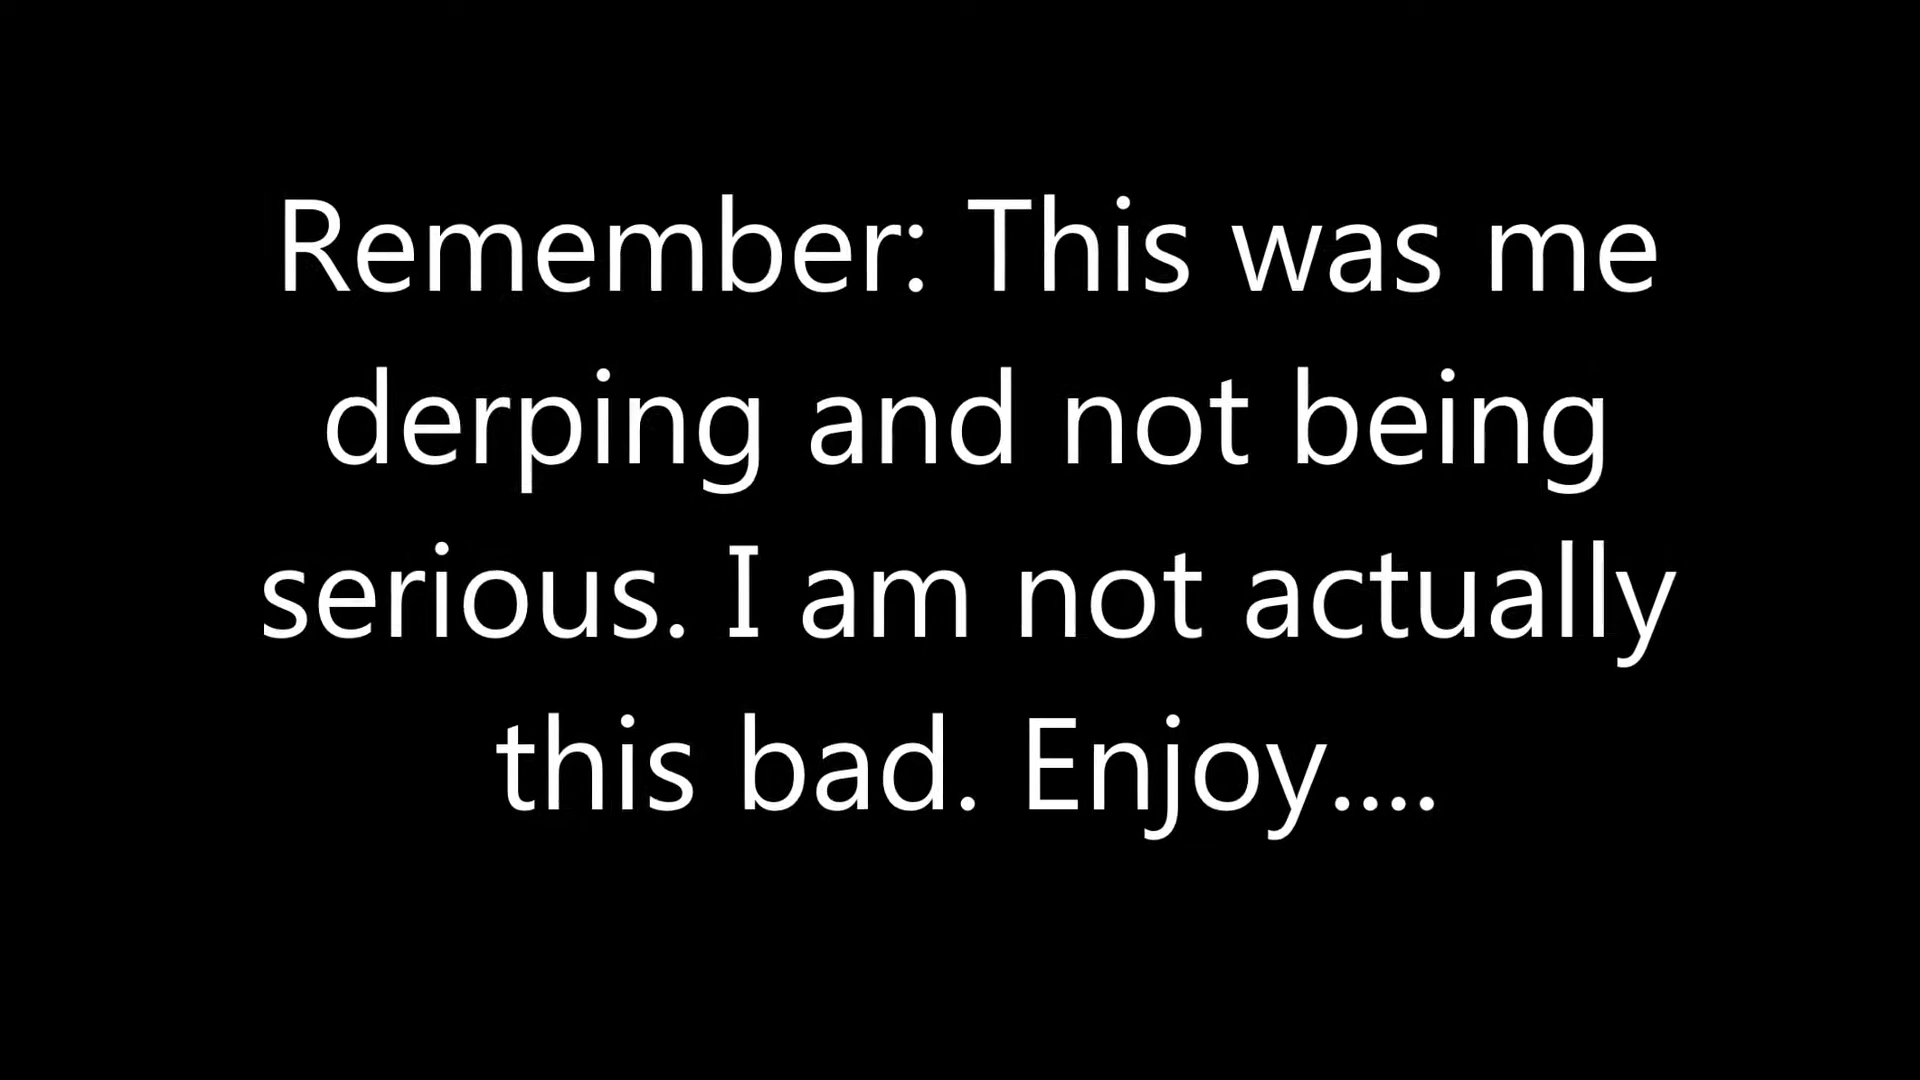 Remember: This was me
derping and not being
serious. I am not actually
this bad. Enjoy....